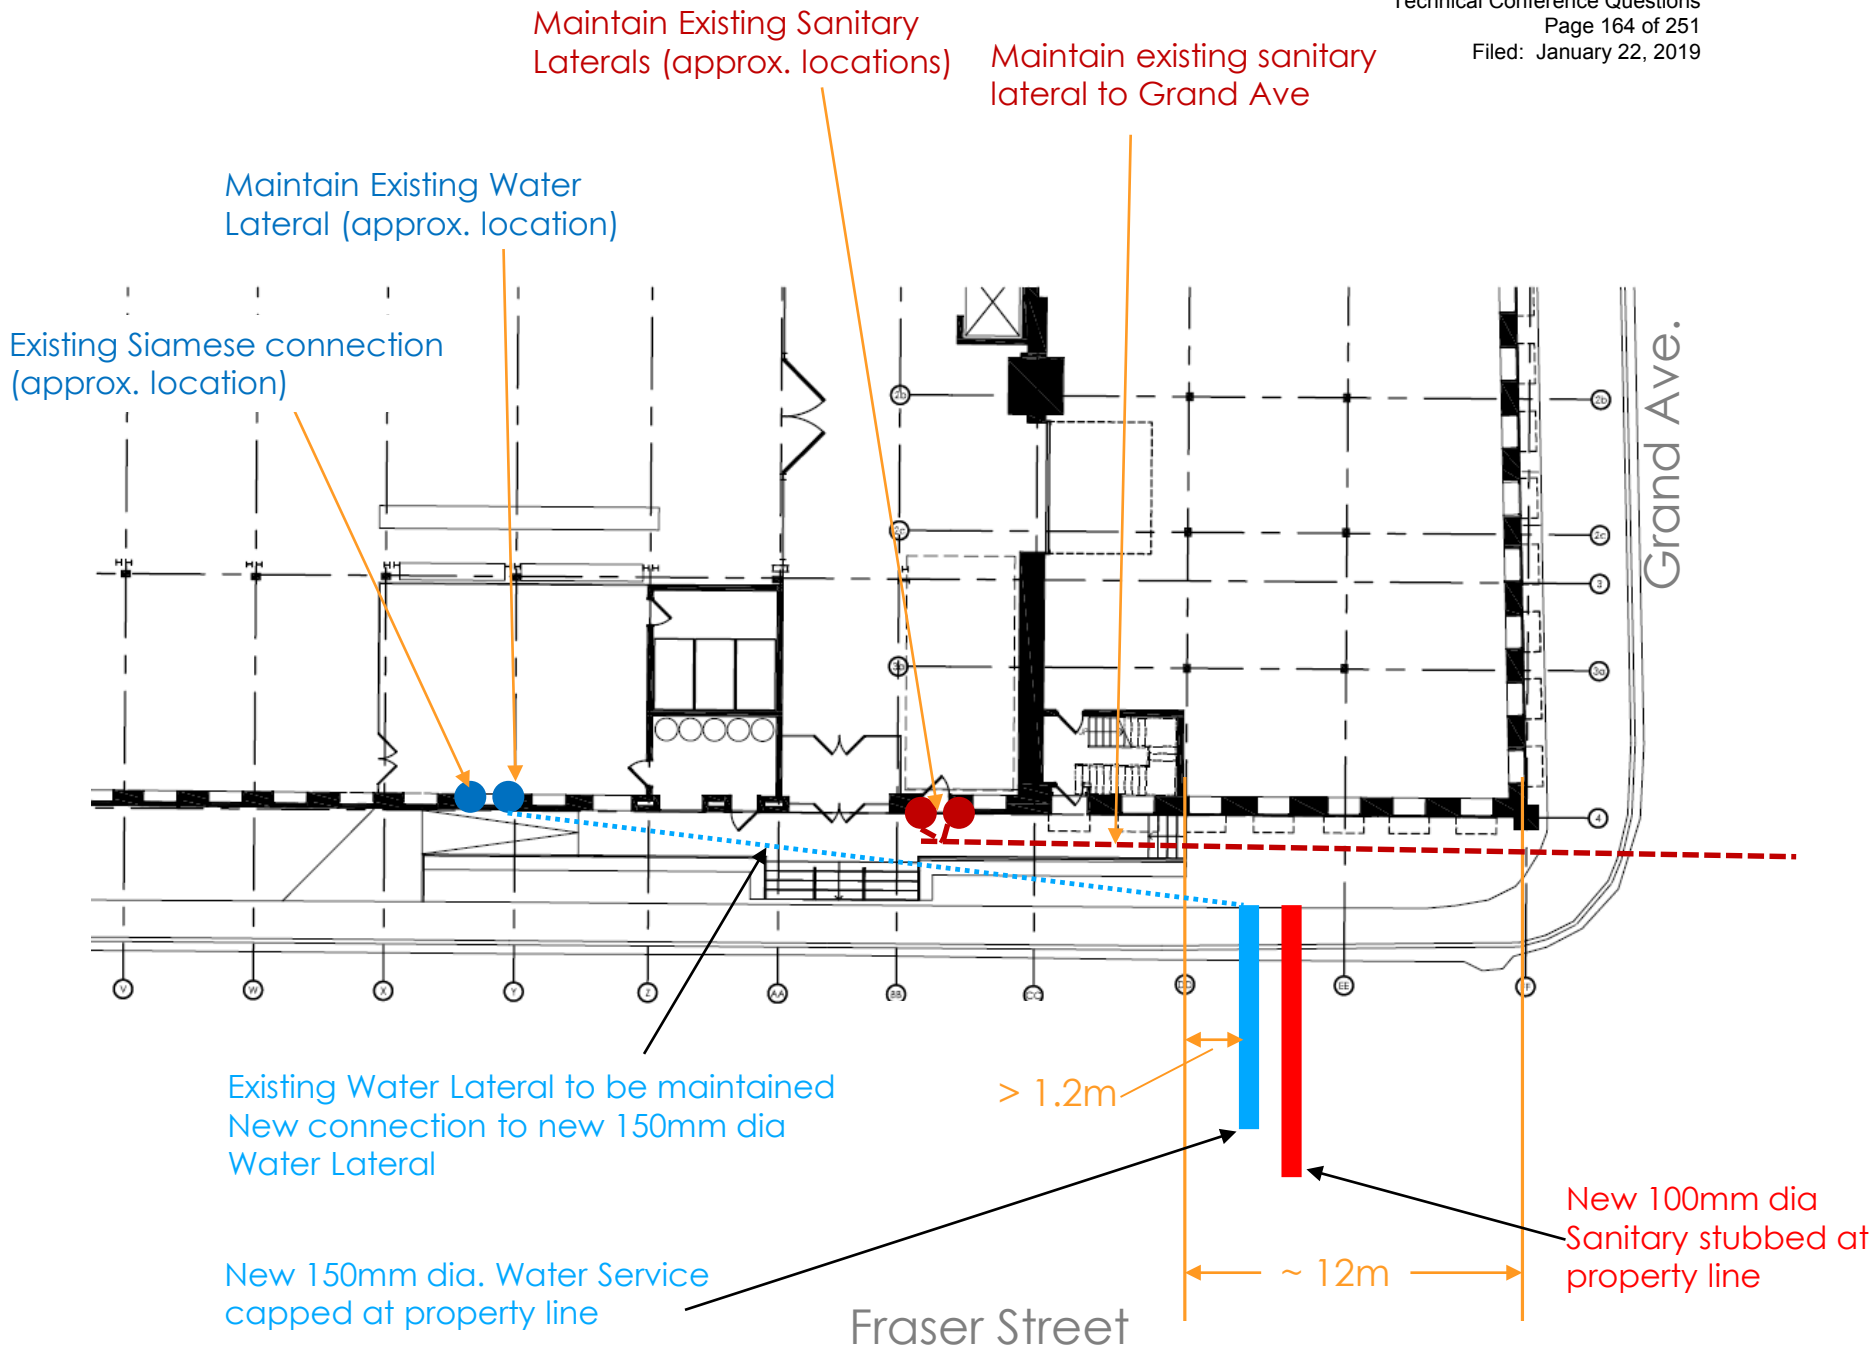 Technical Conference Questions
Page 164 of 251
Filed: January 22, 2019
Maintain Existing Sanitary
Laterals (approx. locations)
Maintain existing sanitary
lateral to Grand Ave
Maintain Existing Water
Lateral (approx. location)
Existing Siamese connection
(approx. location)
Grand Ave.
2b
2b
2c
2c
3
3a
3a
4
V
W
X
Y
Z
AA
BB
CC
DD
EE
FF
> 1.2m
Existing Water Lateral to be maintained
New connection to new 150mm dia
Water Lateral
New 100mm dia
Sanitary stubbed at
property line
~ 12m
New 150mm dia. Water Service
capped at property line
Fraser Street